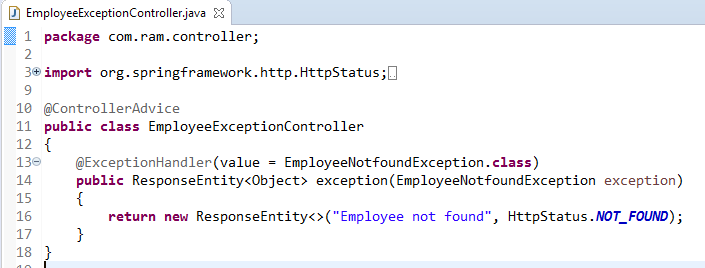 EmployeeExceptionController.java
1 package com.ram.controller;
2
3 import org.springframework.http.HttpStatus;
9
10 @ControllerAdvice
11 public class EmployeeExceptionController
12 {
13 @ExceptionHandler(value = EmployeeNotfoundException.class)
14 public ResponseEntity<Object> exception(EmployeeNotfoundException exception)
15 {
16 return new ResponseEntity<>("Employee not found", HttpStatus.NOT_FOUND);
17 }
18 }
19